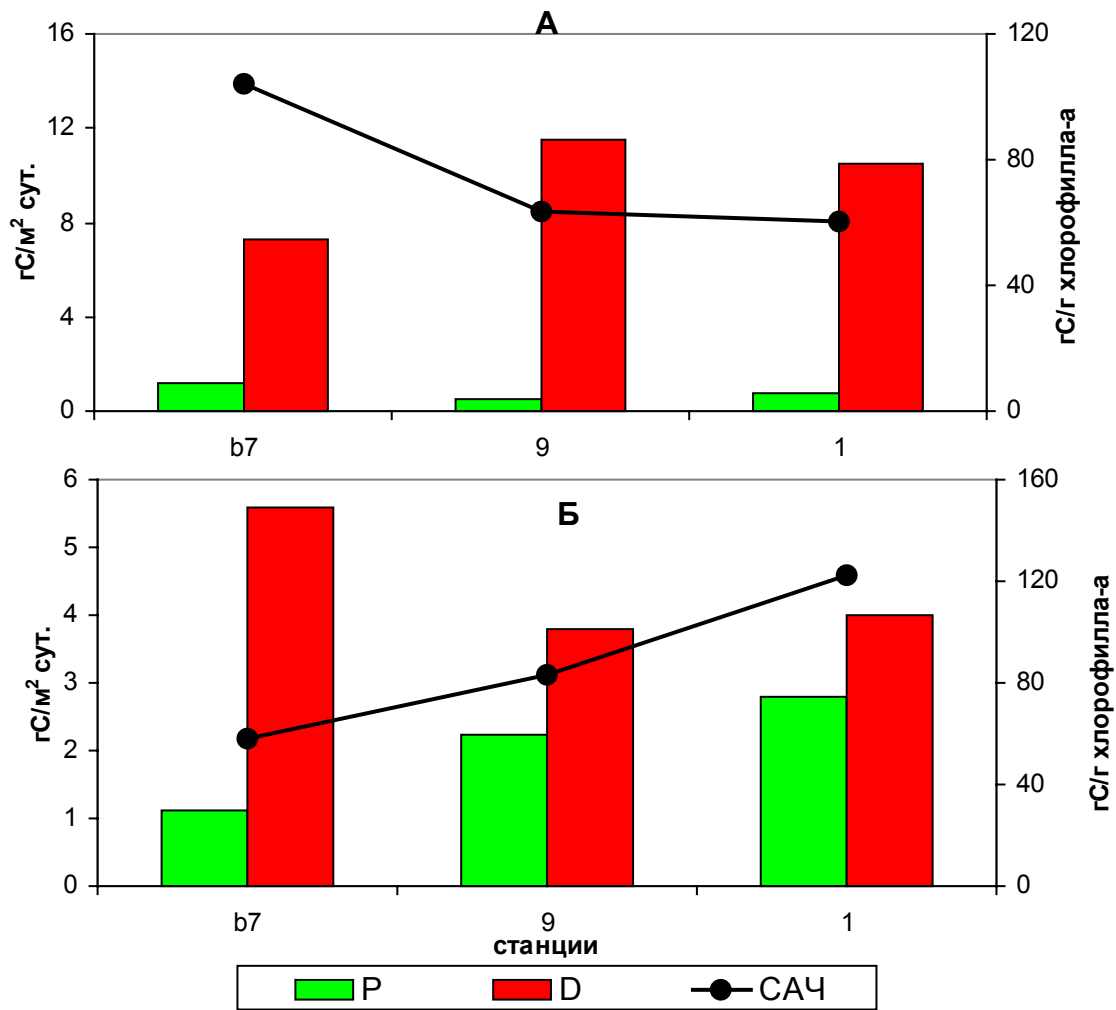 А
16
12
8
4
0
гС/м² сут.
120
80
40
0
гС/г хлорофилла-а
b7 9 1
Б
6
5
4
3
2
1
0
гС/м² сут.
160
120
80
40
0
гС/г хлорофилла-а
b7 9 1
станции
P D САЧ